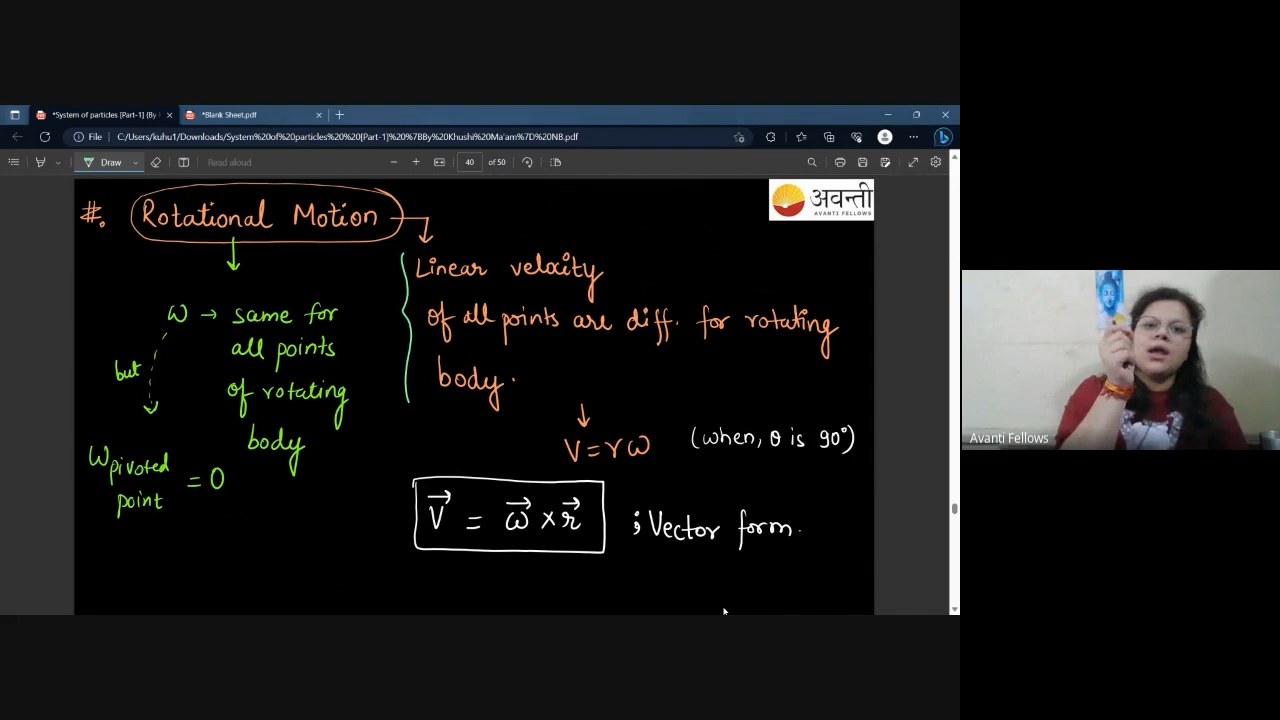 *System of particles [Part-1] (By
*Blank Sheet.pdf
File
C:/Users/kuhu1/Downloads/System%20of%20particles%20%20[Part-1]%20%7BBy%20Khushi%20Ma'am%7D%20NB.pdf
Draw
Read aloud
40 of 50
#. Rotational Motion
अवन्ती
AVANTI FELLOWS
Linear velocity
of all points are diff. for rotating
body.
ω → same for
all points
of rotating
body
but
ω pivoted point = 0
V = rω (when, θ is 90°)
V⃗ = ω⃗ × r⃗ ; Vector form.
Avanti Fellows